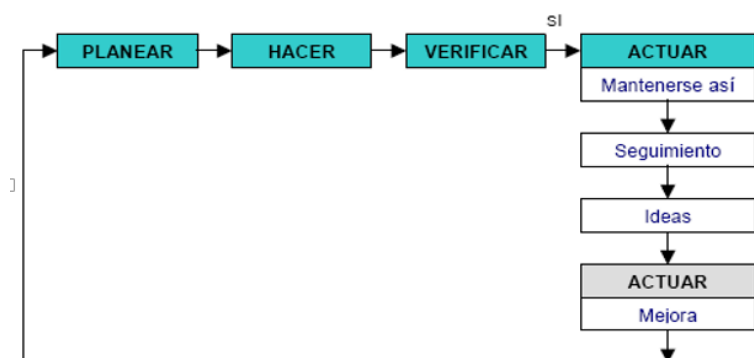 SI
PLANEAR
HACER
VERIFICAR
ACTUAR
Mantenerse así
Seguimiento
Ideas
ACTUAR
Mejora